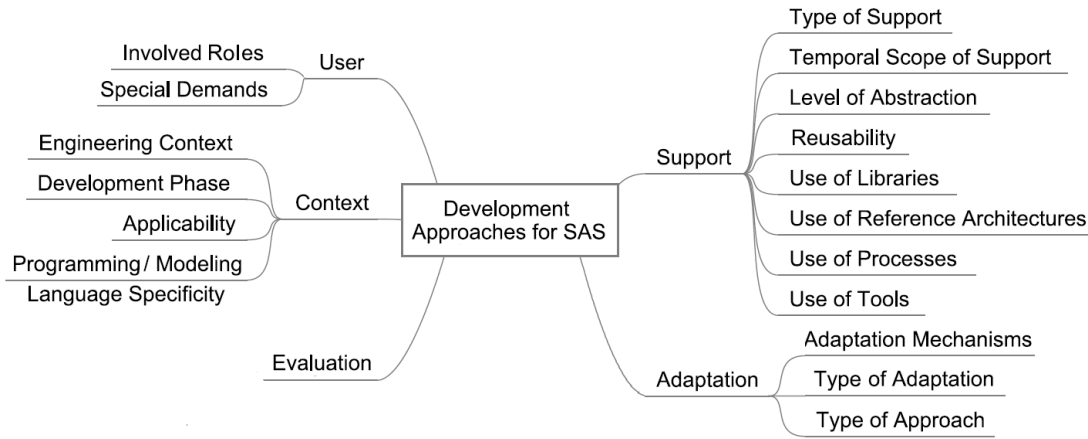 Involved Roles
Special Demands
User
Engineering Context
Development Phase
Applicability
Programming / Modeling
Language Specificity
Context
Evaluation
Development
Approaches for SAS
Support
Type of Support
Temporal Scope of Support
Level of Abstraction
Reusability
Use of Libraries
Use of Reference Architectures
Use of Processes
Use of Tools
Adaptation
Adaptation Mechanisms
Type of Adaptation
Type of Approach